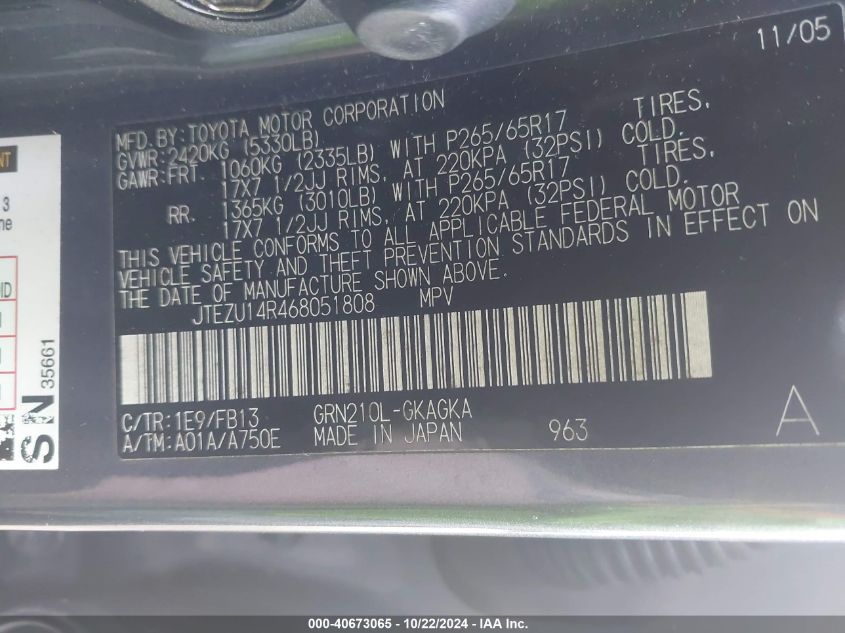 11/05
MFD. BY: TOYOTA MOTOR CORPORATION
GVWR: 2420KG (5330LB)
GAWR: FRT. 1060KG (2335LB) WITH P265/65R17 TIRES,
17X7 1/2JJ RIMS, AT 220KPA (32PSI) COLD.
RR. 1365KG (3010LB) WITH P265/65R17 TIRES,
17X7 1/2JJ RIMS, AT 220KPA (32PSI) COLD.
THIS VEHICLE CONFORMS TO ALL APPLICABLE FEDERAL MOTOR
VEHICLE SAFETY AND THEFT PREVENTION STANDARDS IN EFFECT ON
THE DATE OF MANUFACTURE SHOWN ABOVE.
JTEZU14R468051808 MPV
C/TR: 1E9/FB13 GRN210L-GKAGKA
A/TM: A01A/A750E MADE IN JAPAN 963 A
SN 35661
000-40673065 - 10/22/2024 - IAA Inc.